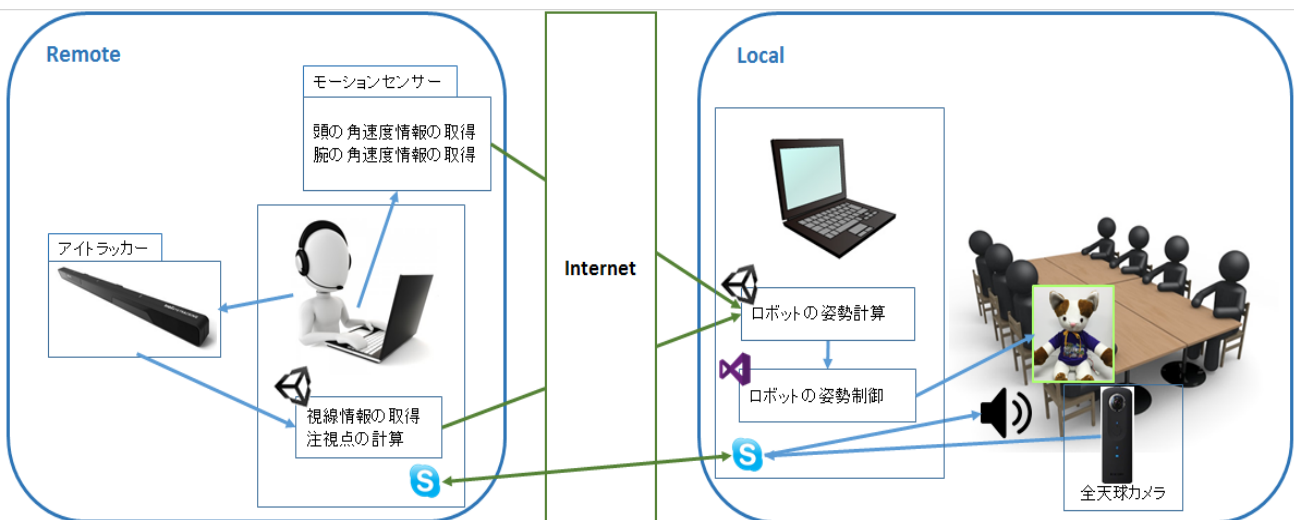 Remote
モーションセンサー
頭の角速度情報の取得
腕の角速度情報の取得
アイトラッカー
視線情報の取得
注視点の計算
Internet
Local
ロボットの姿勢計算
ロボットの姿勢制御
全天球カメラ